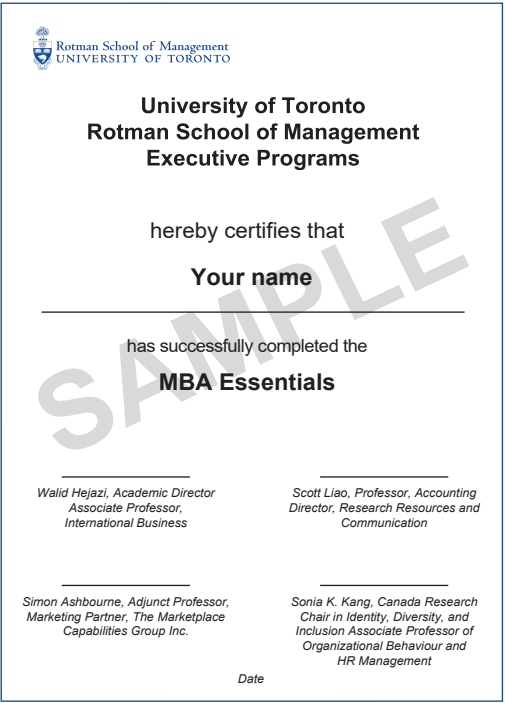 Rotman School of Management
UNIVERSITY OF TORONTO
University of Toronto
Rotman School of Management
Executive Programs
hereby certifies that
Your name
has successfully completed the
MBA Essentials
SAMPLE
Walid Hejazi, Academic Director
Associate Professor,
International Business
Scott Liao, Professor, Accounting
Director, Research Resources and
Communication
Simon Ashbourne, Adjunct Professor,
Marketing Partner, The Marketplace
Capabilities Group Inc.
Sonia K. Kang, Canada Research
Chair in Identity, Diversity, and
Inclusion Associate Professor of
Organizational Behaviour and
HR Management
Date